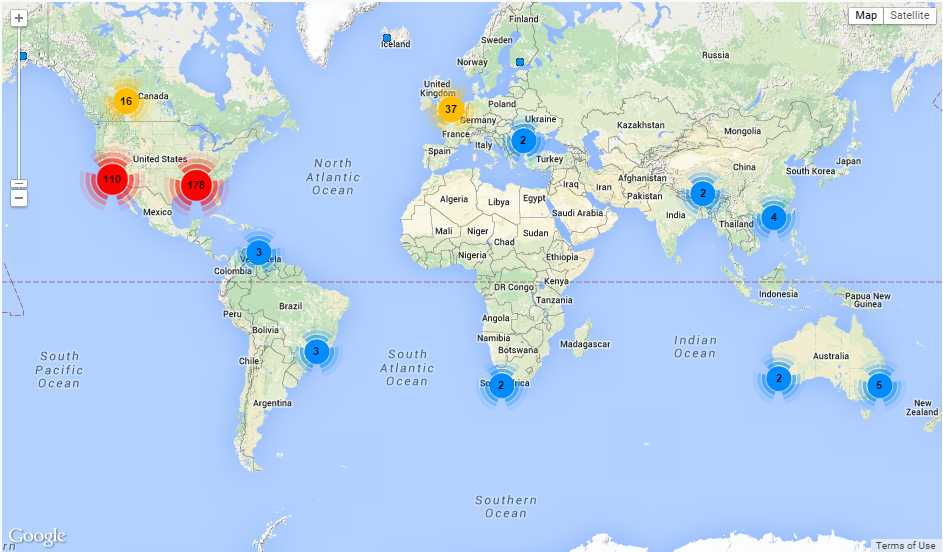 +
−
Map
Satellite
Finland
Iceland
Sweden
Norway
Russia
16
Canada
United
Kingdom
37
Poland
Germany
Ukraine
France
2
Italy
Spain
Turkey
Kazakhstan
Mongolia
United States
110
178
North
Atlantic
Ocean
China
Japan
South Korea
Afghanistan
Iraq
Iran
Pakistan
Algeria
Libya
Egypt
Saudi Arabia
2
India
4
Thailand
Mexico
Mali
Niger
Sudan
Chad
3
Venezuela
Colombia
Nigeria
Ethiopia
DR Congo
Kenya
Tanzania
Indonesia
Papua New
Guinea
Brazil
Peru
Angola
Bolivia
Namibia
Botswana
Madagascar
Indian
Ocean
South
Pacific
Ocean
3
Chile
South
Atlantic
Ocean
Australia
2
South Africa
2
5
Argentina
New
Zealand
Southern
Ocean
Google
rn
Terms of Use